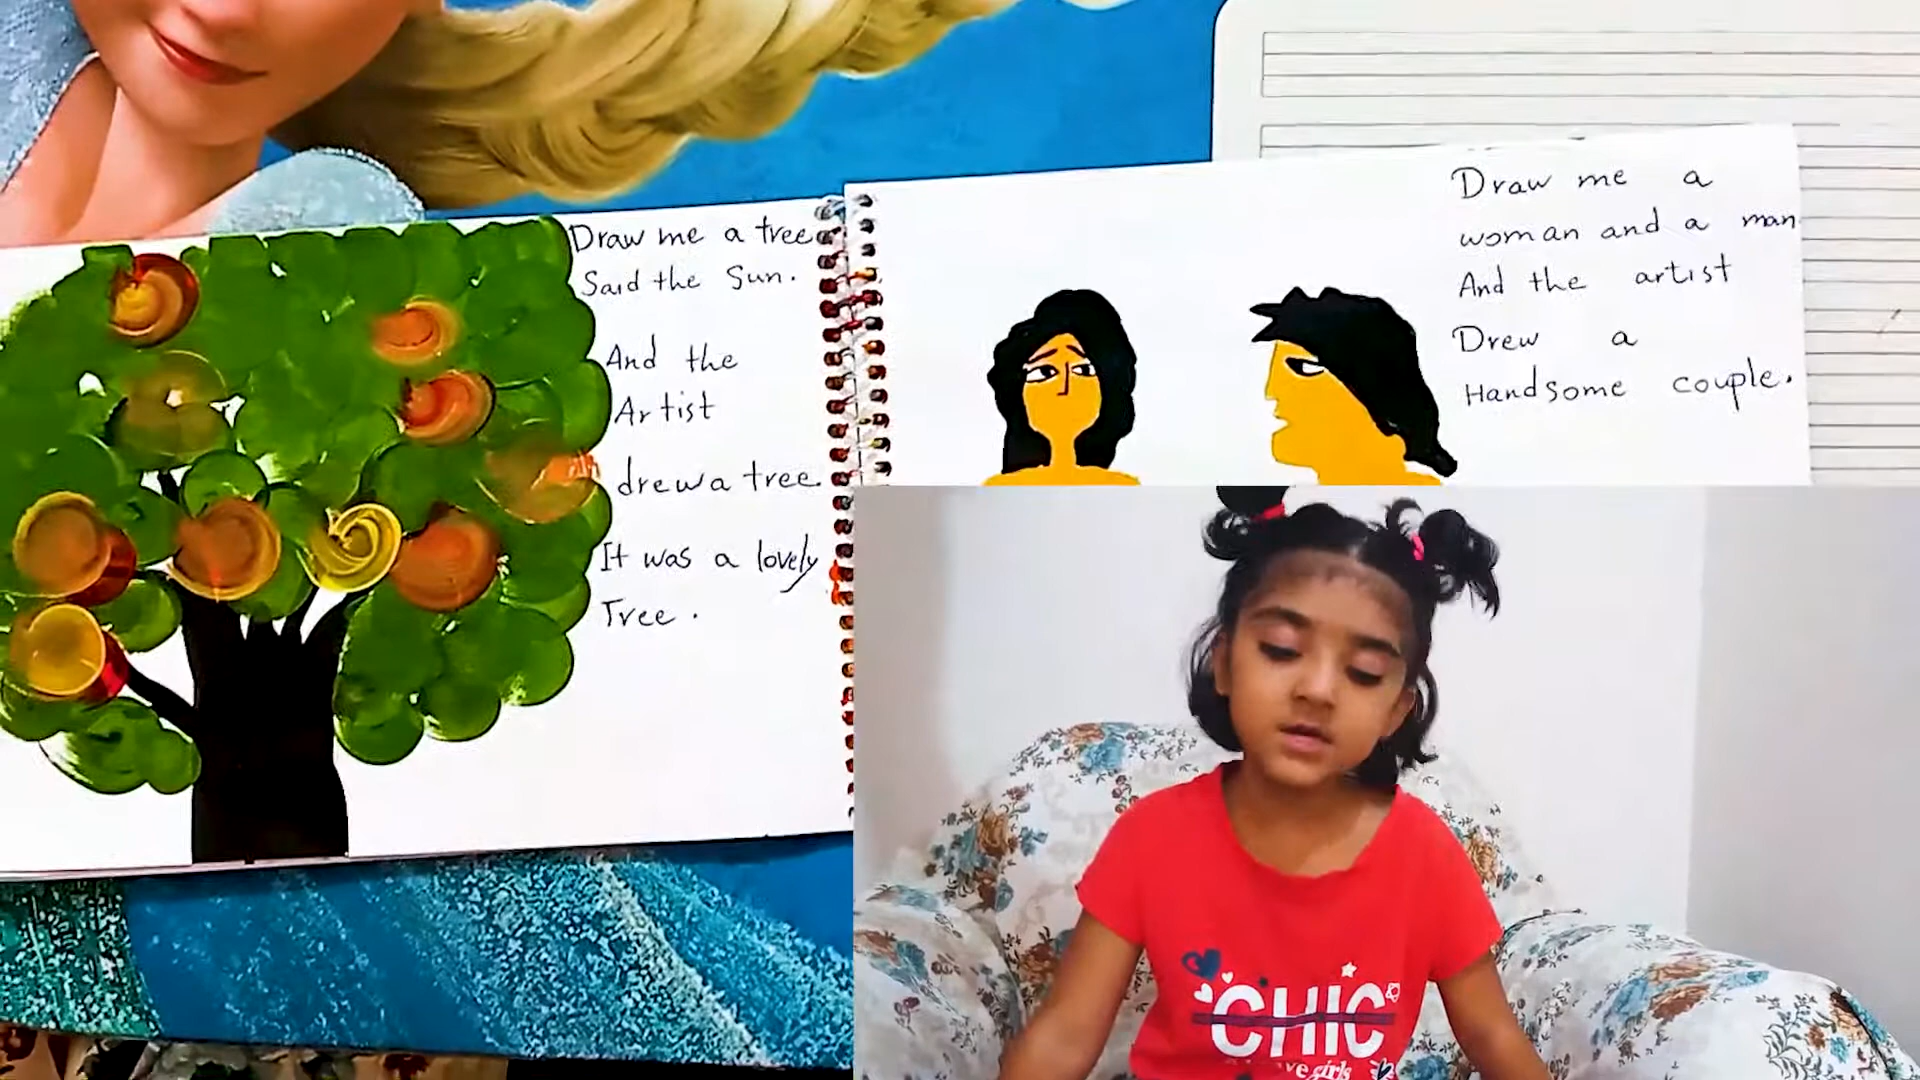 Draw me a tree
Said the Sun.
And the
Artist
drew a tree.
It was a lovely
Tree.
Draw me a
woman and a man
And the artist
Drew a
Handsome couple.
CHIC
girls